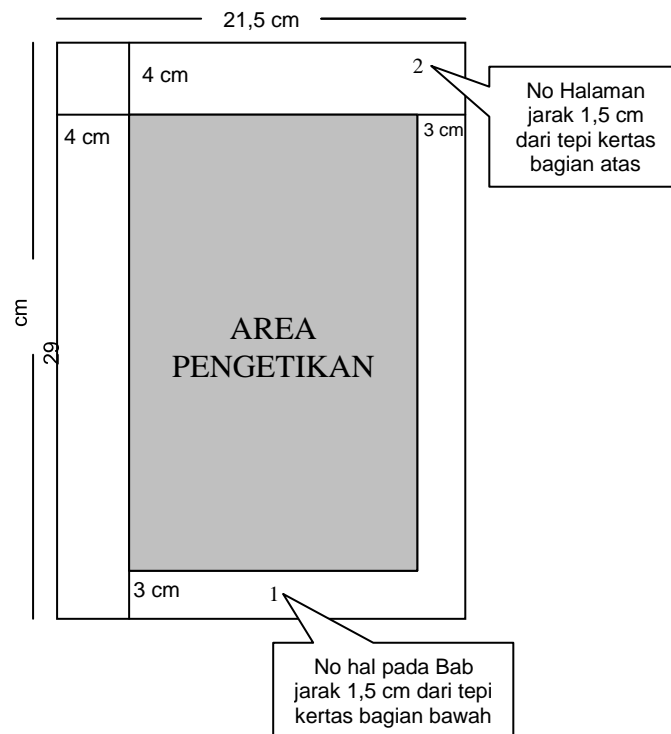 21,5 cm
4 cm
2
No Halaman
jarak 1,5 cm
dari tepi kertas
bagian atas
4 cm
3 cm
cm
29
AREA
PENGETIKAN
3 cm
1
No hal pada Bab
jarak 1,5 cm dari tepi
kertas bagian bawah